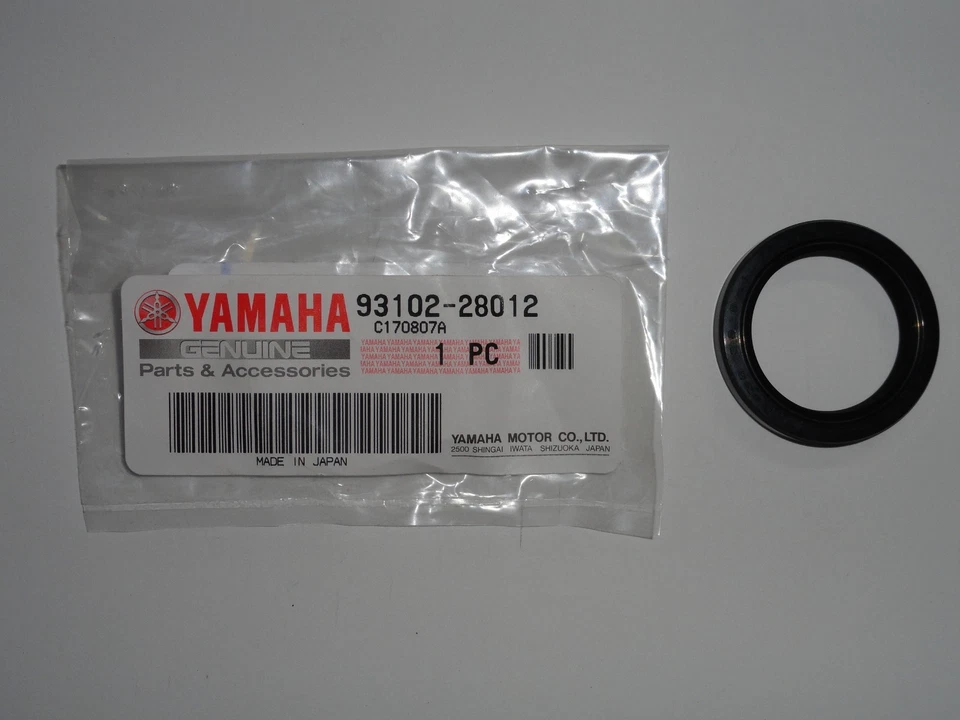 YAMAHA 93102-28012
C170807A
GENUINE
1 PC
Parts & Accessories
YAMAHA MOTOR CO.,LTD.
2500 SHINGAI IWATA SHIZUOKA JAPAN
MADE IN JAPAN